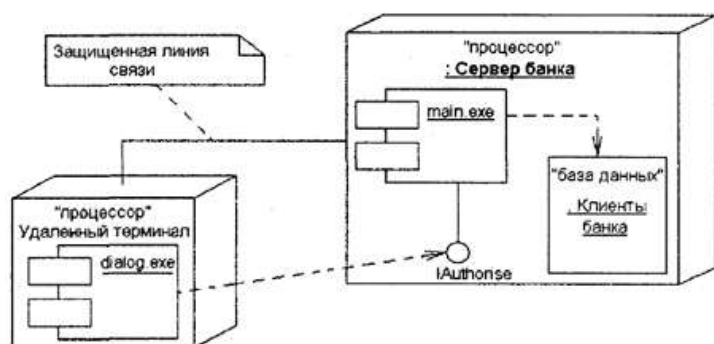 Защищенная линия
связи
"процессор"
: Сервер банка
main.exe
"база данных"
. Клиенты
банка
IAuthorise
"процессор"
Удаленный терминал
dialog.exe